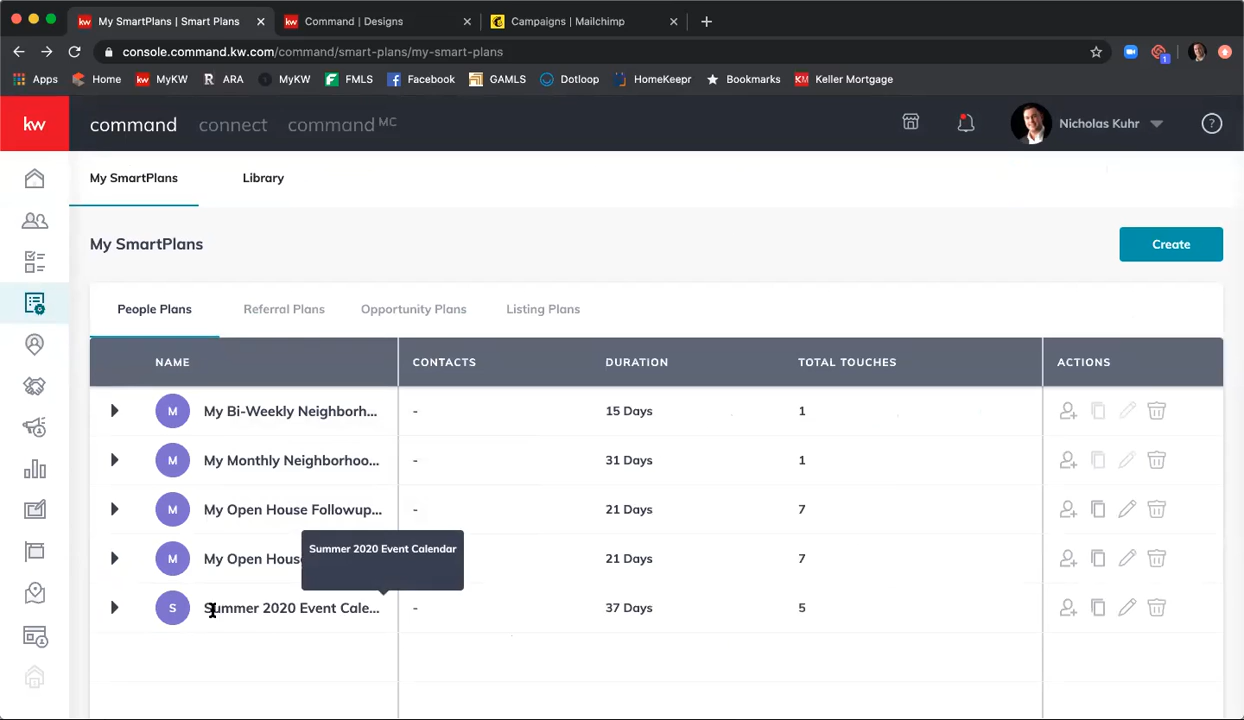 My SmartPlans | Smart Plans
Command | Designs
Campaigns | Mailchimp
console.command.kw.com/command/smart-plans/my-smart-plans
1
Apps Home kw MyKW R ARA MyKW FMLS Facebook GAMLS Dotloop HomeKeepr Bookmarks KM Keller Mortgage
kw command connect command MC Nicholas Kuhr ?
My SmartPlans Library
My SmartPlans Create
People Plans Referral Plans Opportunity Plans Listing Plans
NAME CONTACTS DURATION TOTAL TOUCHES ACTIONS
M My Bi-Weekly Neighborh... - 15 Days 1
M My Monthly Neighborhoo... - 31 Days 1
M My Open House Followup... - 21 Days 7
Summer 2020 Event Calendar
M My Open Hous 21 Days 7
S Summer 2020 Event Cale... - 37 Days 5